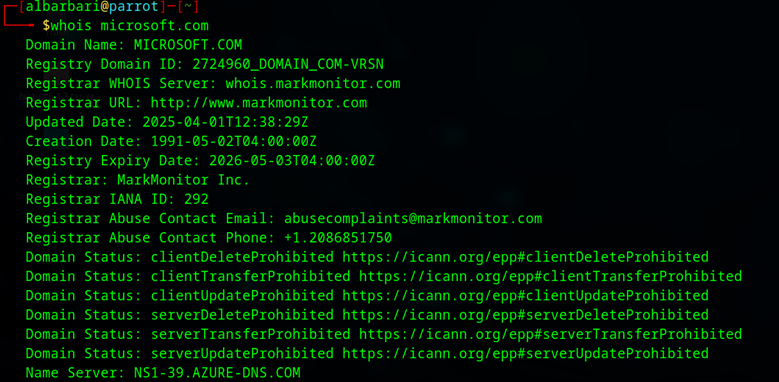 ┌─[albarbari@parrot]─[~]
└──╼ $whois microsoft.com
Domain Name: MICROSOFT.COM
Registry Domain ID: 2724960_DOMAIN_COM-VRSN
Registrar WHOIS Server: whois.markmonitor.com
Registrar URL: http://www.markmonitor.com
Updated Date: 2025-04-01T12:38:29Z
Creation Date: 1991-05-02T04:00:00Z
Registry Expiry Date: 2026-05-03T04:00:00Z
Registrar: MarkMonitor Inc.
Registrar IANA ID: 292
Registrar Abuse Contact Email: abusecomplaints@markmonitor.com
Registrar Abuse Contact Phone: +1.2086851750
Domain Status: clientDeleteProhibited https://icann.org/epp#clientDeleteProhibited
Domain Status: clientTransferProhibited https://icann.org/epp#clientTransferProhibited
Domain Status: clientUpdateProhibited https://icann.org/epp#clientUpdateProhibited
Domain Status: serverDeleteProhibited https://icann.org/epp#serverDeleteProhibited
Domain Status: serverTransferProhibited https://icann.org/epp#serverTransferProhibited
Domain Status: serverUpdateProhibited https://icann.org/epp#serverUpdateProhibited
Name Server: NS1-39.AZURE-DNS.COM